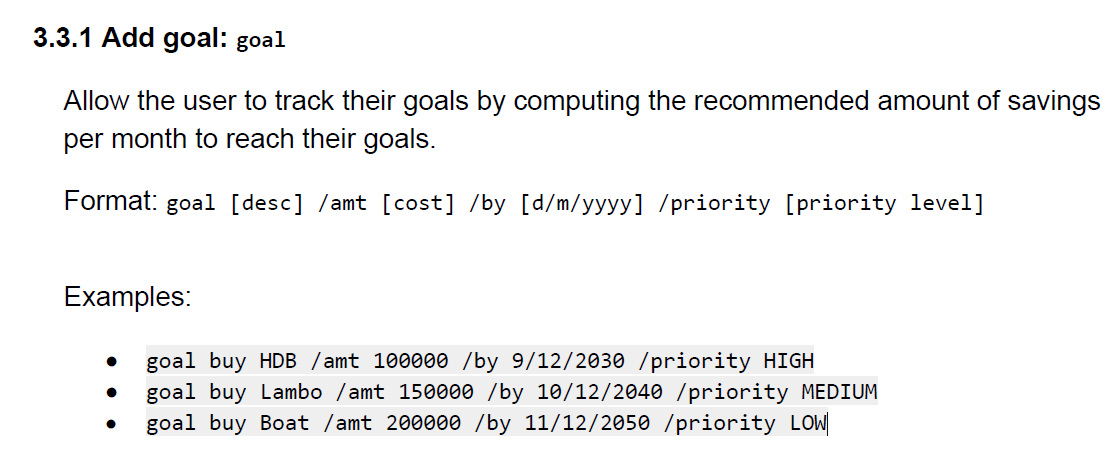 3.3.1 Add goal: goal
Allow the user to track their goals by computing the recommended amount of savings
per month to reach their goals.
Format: goal [desc] /amt [cost] /by [d/m/yyyy] /priority [priority level]
Examples:
● goal buy HDB /amt 100000 /by 9/12/2030 /priority HIGH
● goal buy Lambo /amt 150000 /by 10/12/2040 /priority MEDIUM
● goal buy Boat /amt 200000 /by 11/12/2050 /priority LOW